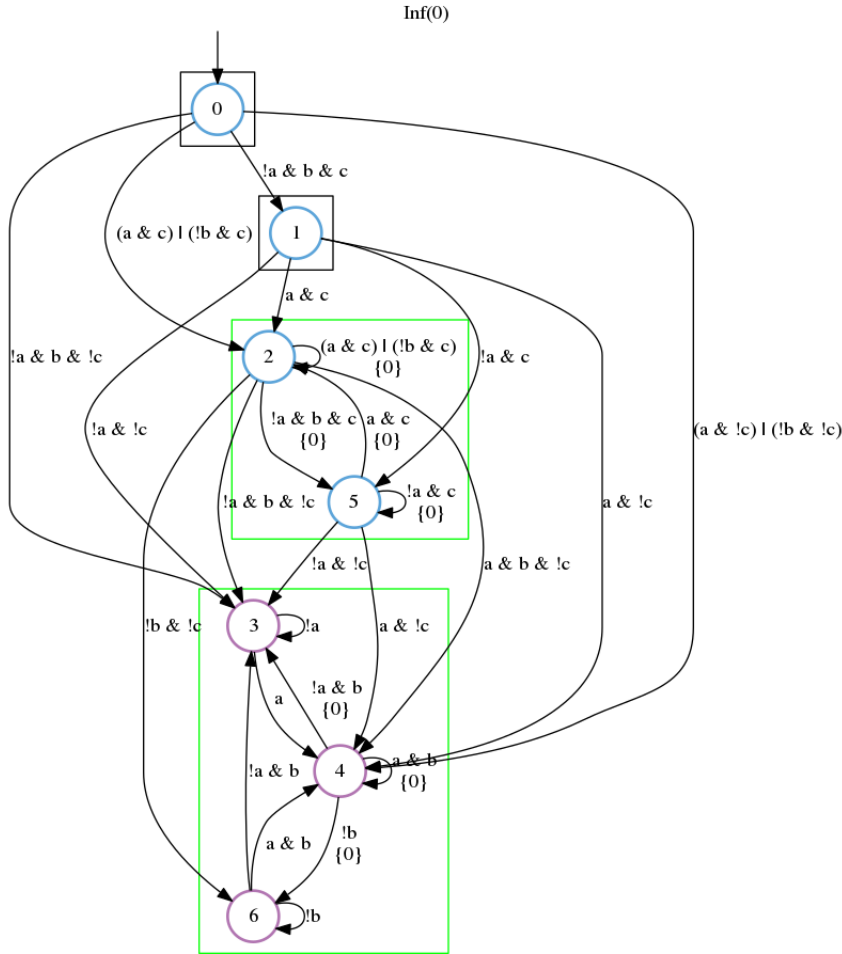 Inf(0)
0
!a & b & c
(a & c) | (!b & c)
1
a & c
(a & c) | (!b & c)
{0}
2
!a & b & !c
!a & c
!a & b & c
{0}
a & c
{0}
!a & !c
(a & !c) | (!b & !c)
5
!a & c
{0}
!a & b & !c
a & !c
!a & !c
a & b & !c
!b & !c
3
!a
a & !c
a
!a & b
{0}
!a & b
4
a & b
{0}
a & b
!b
{0}
6
!b